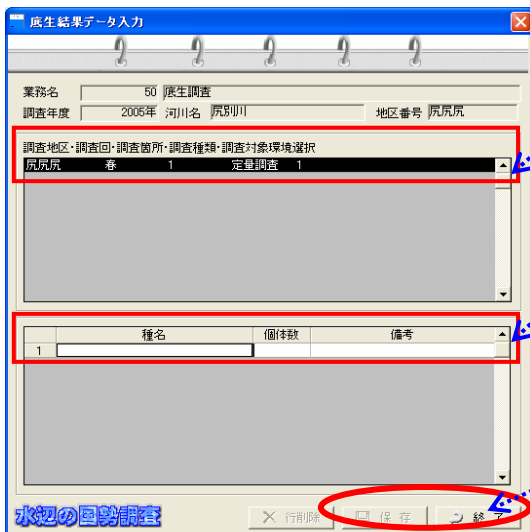 底生結果データ入力
業務名 50 底生調査
調査年度 2005年 河川名 尻別川 地区番号 尻尻尻
調査地区・調査回・調査箇所・調査種類・調査対象環境選択
尻尻尻 春 1 定量調査 1
種名 個体数 備考
1
水辺の国勢調査 行削除 保存 終了